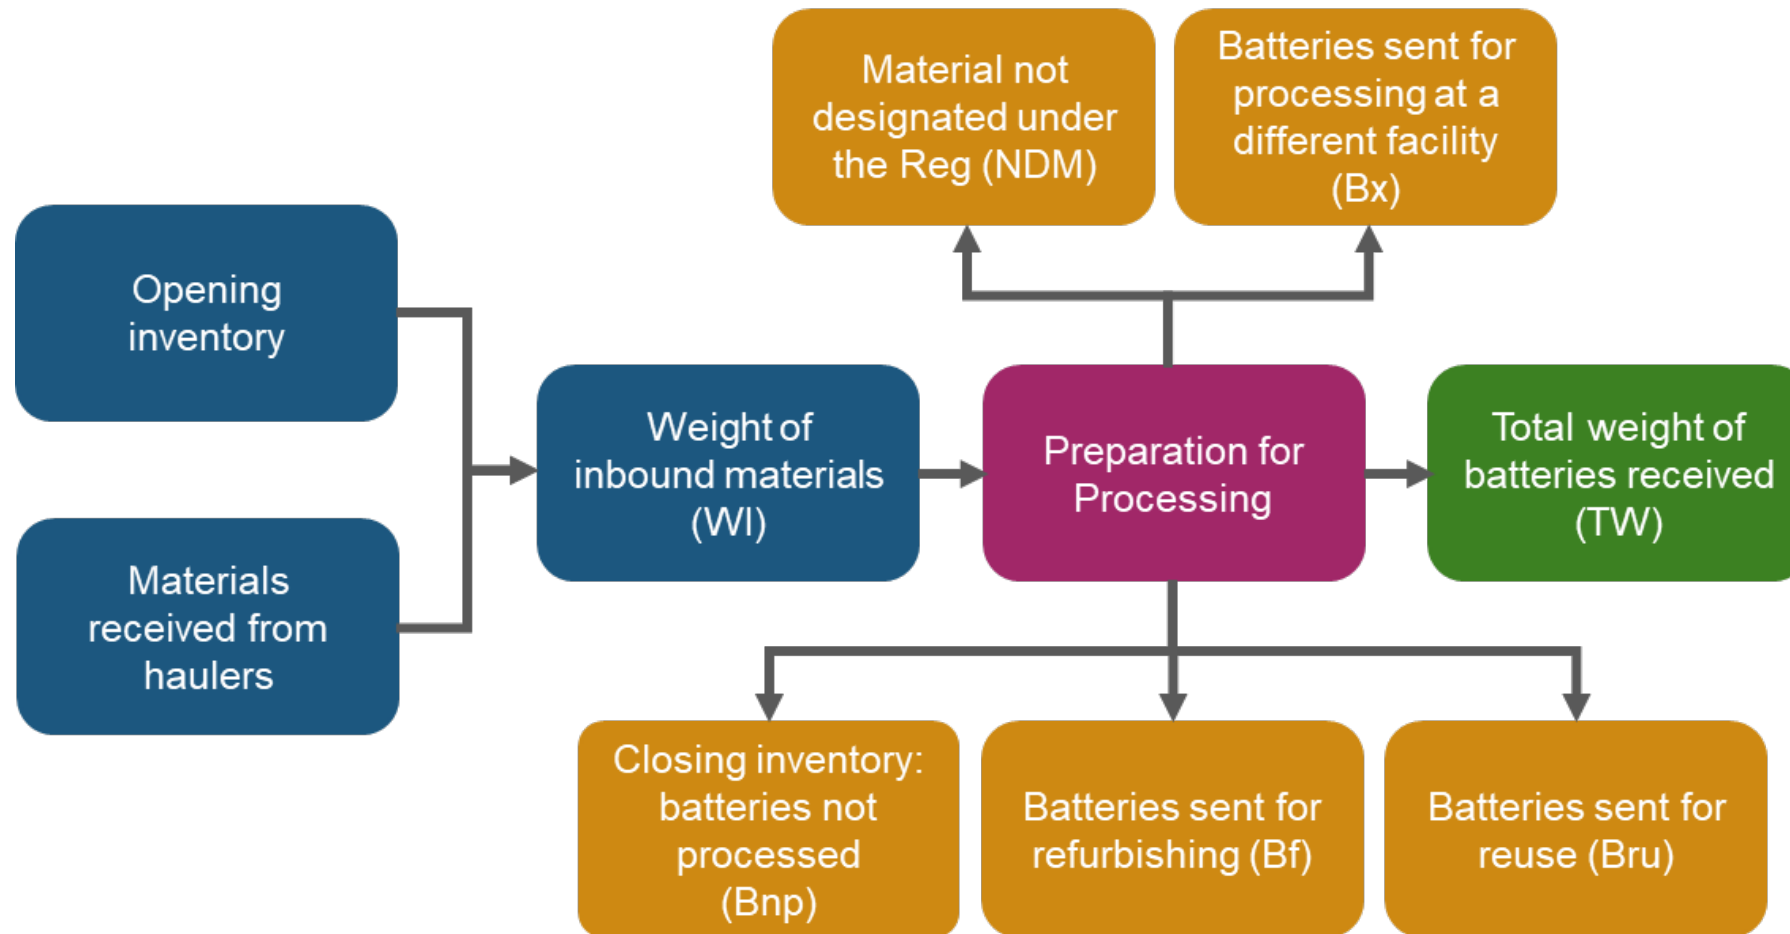 Material not
designated under
the Reg (NDM)
Batteries sent for
processing at a
different facility
(Bx)
Opening
inventory
Materials
received from
haulers
Weight of
inbound materials
(WI)
Preparation for
Processing
Total weight of
batteries received
(TW)
Closing inventory:
batteries not
processed
(Bnp)
Batteries sent for
refurbishing (Bf)
Batteries sent for
reuse (Bru)